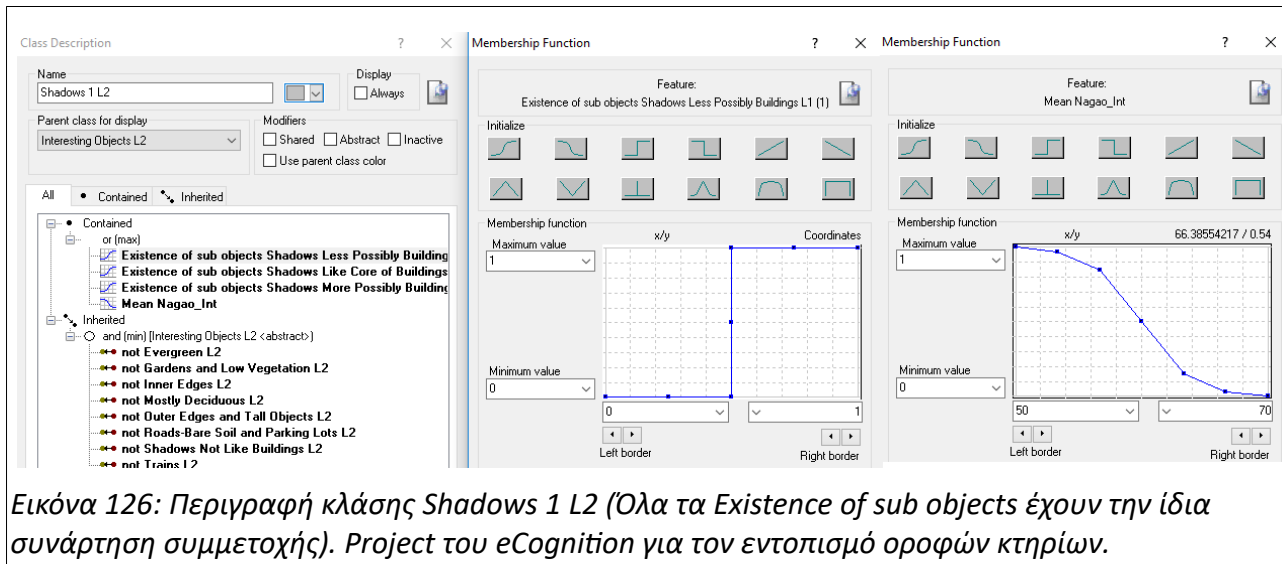 Class Description ? ×
Name
Shadows 1 L2
Display
Always
Parent class for display
Interesting Objects L2
Modifiers
Shared Abstract Inactive
Use parent class color
All • Contained Inherited
Contained
or (max)
Existence of sub objects Shadows Less Possibly Building
Existence of sub objects Shadows Like Core of Buildings
Existence of sub objects Shadows More Possibly Building
Mean Nagao_Int
Inherited
and (min) [Interesting Objects L2 <abstract>]
not Evergreen L2
not Gardens and Low Vegetation L2
not Inner Edges L2
not Mostly Deciduous L2
not Outer Edges and Tall Objects L2
not Roads-Bare Soil and Parking Lots L2
not Shadows Not Like Buildings L2
not Trains L2
Membership Function ? ×
Feature:
Existence of sub objects Shadows Less Possibly Buildings L1 (1)
Initialize
Membership function
Maximum value
x/y Coordinates
1
Minimum value
0
0 1
Left border Right border
Membership Function ? ×
Feature:
Mean Nagao_Int
Initialize
Membership function
Maximum value
x/y 66.38554217 / 0.54
1
Minimum value
0
50 70
Left border Right border
Εικόνα 126: Περιγραφή κλάσης Shadows 1 L2 (Όλα τα Existence of sub objects έχουν την ίδια
συνάρτηση συμμετοχής). Project του eCognition για τον εντοπισμό οροφών κτηρίων.